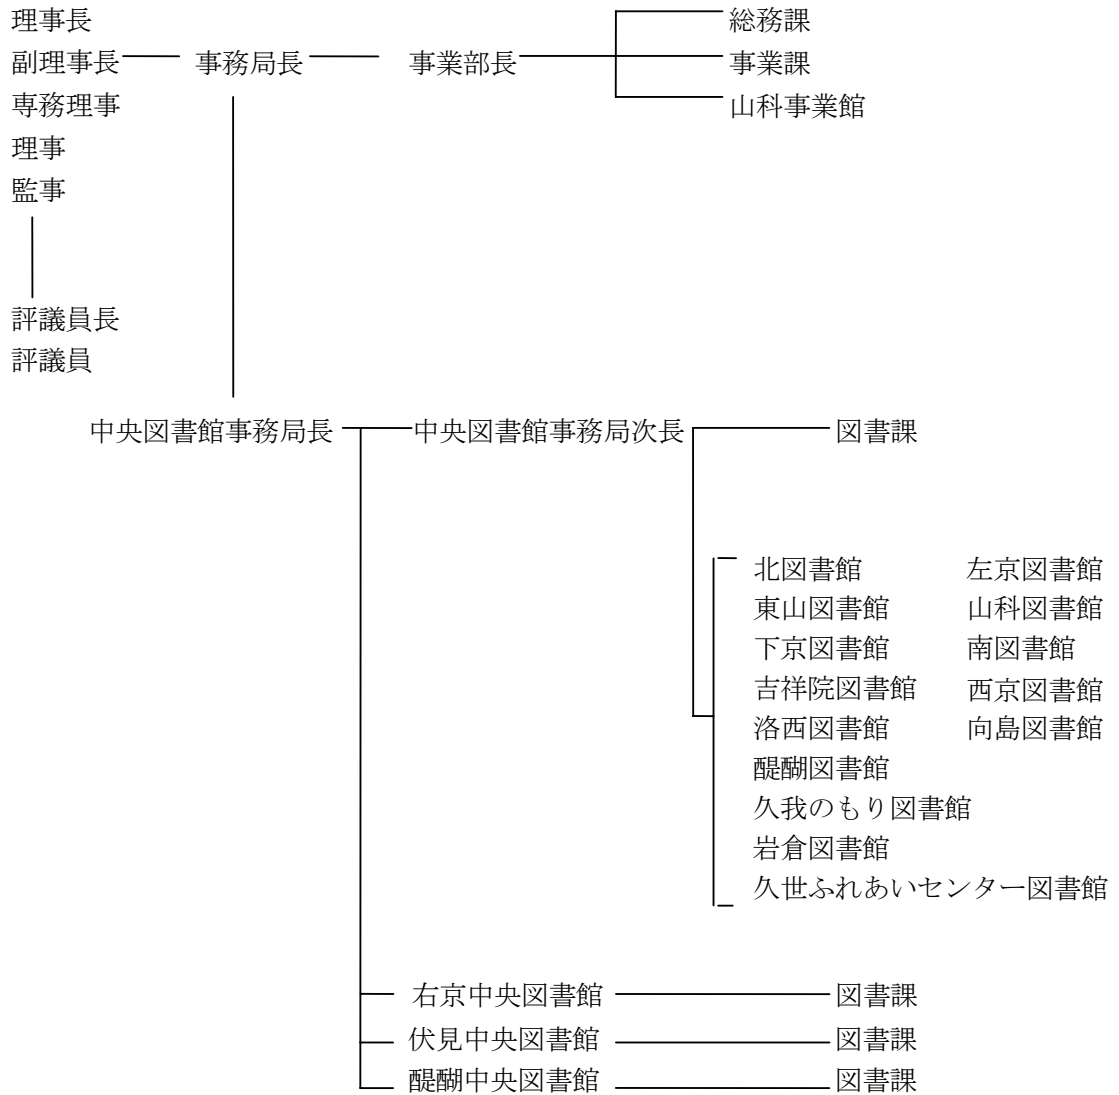 理事長
総務課
副理事長 事務局長 事業部長 事業課
専務理事 山科事業館
理事
監事
評議員長
評議員
中央図書館事務局長 中央図書館事務局次長 図書課
北図書館 左京図書館
東山図書館 山科図書館
下京図書館 南図書館
吉祥院図書館 西京図書館
洛西図書館 向島図書館
醍醐図書館
久我のもり図書館
岩倉図書館
久世ふれあいセンター図書館
右京中央図書館 図書課
伏見中央図書館 図書課
醍醐中央図書館 図書課